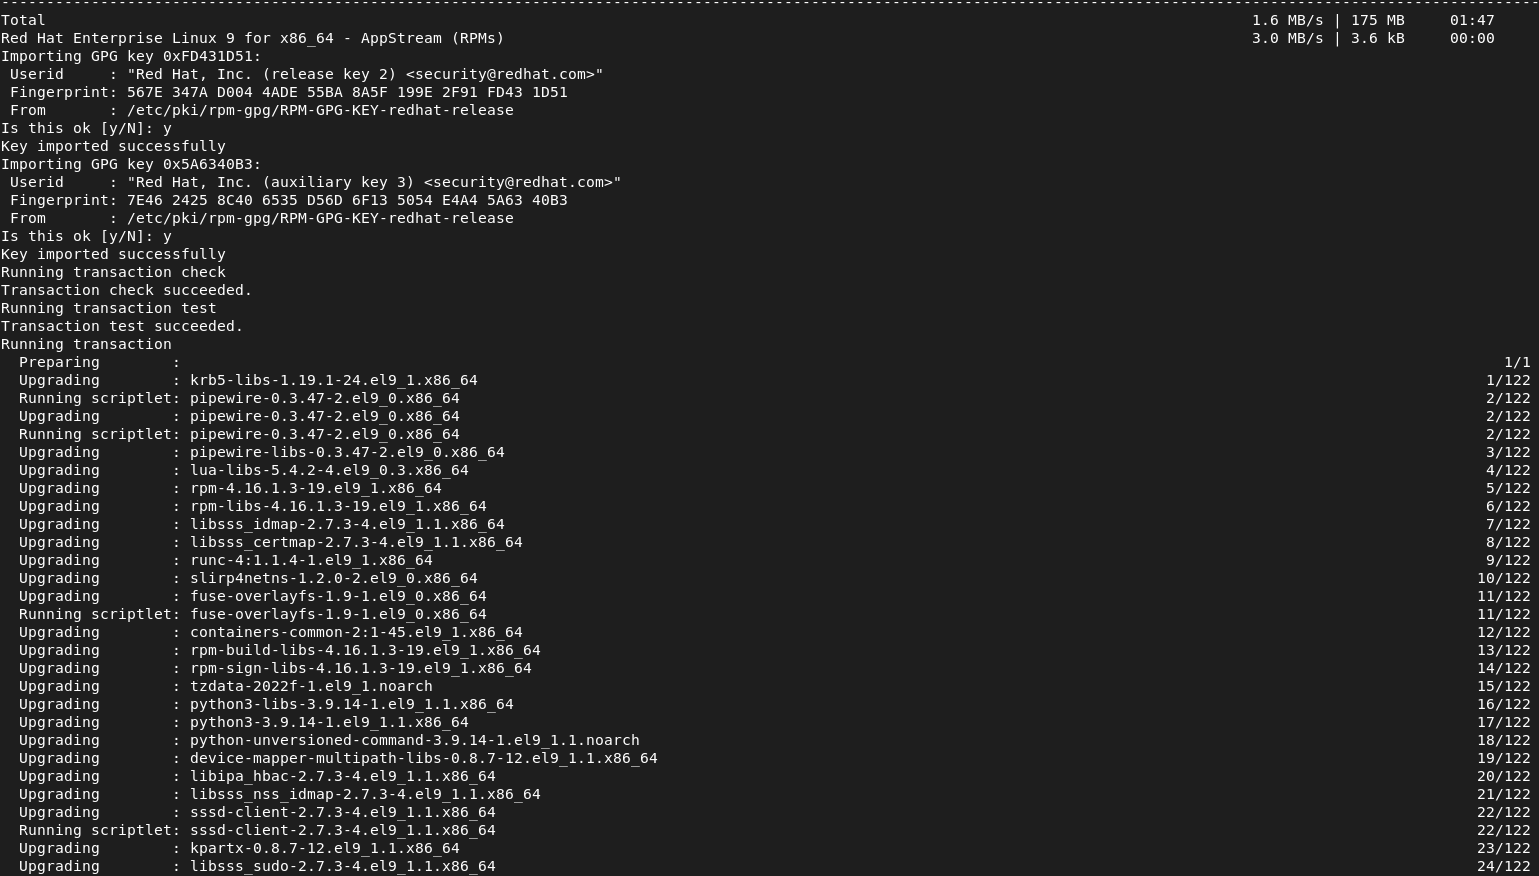 --------------------------------------------------------------------------------------------------------------------------------------------------------------------------
Total                                                                                                                                      1.6 MB/s | 175 MB     01:47
Red Hat Enterprise Linux 9 for x86_64 - AppStream (RPMs)                                                                                   3.0 MB/s | 3.6 kB     00:00
Importing GPG key 0xFD431D51:
 Userid     : "Red Hat, Inc. (release key 2) <security@redhat.com>"
 Fingerprint: 567E 347A D004 4ADE 55BA 8A5F 199E 2F91 FD43 1D51
 From       : /etc/pki/rpm-gpg/RPM-GPG-KEY-redhat-release
Is this ok [y/N]: y
Key imported successfully
Importing GPG key 0x5A6340B3:
 Userid     : "Red Hat, Inc. (auxiliary key 3) <security@redhat.com>"
 Fingerprint: 7E46 2425 8C40 6535 D56D 6F13 5054 E4A4 5A63 40B3
 From       : /etc/pki/rpm-gpg/RPM-GPG-KEY-redhat-release
Is this ok [y/N]: y
Key imported successfully
Running transaction check
Transaction check succeeded.
Running transaction test
Transaction test succeeded.
Running transaction
  Preparing        : 1/1
  Upgrading        : krb5-libs-1.19.1-24.el9_1.x86_64 1/122
  Running scriptlet: pipewire-0.3.47-2.el9_0.x86_64 2/122
  Upgrading        : pipewire-0.3.47-2.el9_0.x86_64 2/122
  Running scriptlet: pipewire-0.3.47-2.el9_0.x86_64 2/122
  Upgrading        : pipewire-libs-0.3.47-2.el9_0.x86_64 3/122
  Upgrading        : lua-libs-5.4.2-4.el9_0.3.x86_64 4/122
  Upgrading        : rpm-4.16.1.3-19.el9_1.x86_64 5/122
  Upgrading        : rpm-libs-4.16.1.3-19.el9_1.x86_64 6/122
  Upgrading        : libsss_idmap-2.7.3-4.el9_1.1.x86_64 7/122
  Upgrading        : libsss_certmap-2.7.3-4.el9_1.1.x86_64 8/122
  Upgrading        : runc-4:1.1.4-1.el9_1.x86_64 9/122
  Upgrading        : slirp4netns-1.2.0-2.el9_0.x86_64 10/122
  Upgrading        : fuse-overlayfs-1.9-1.el9_0.x86_64 11/122
  Running scriptlet: fuse-overlayfs-1.9-1.el9_0.x86_64 11/122
  Upgrading        : containers-common-2:1-45.el9_1.x86_64 12/122
  Upgrading        : rpm-build-libs-4.16.1.3-19.el9_1.x86_64 13/122
  Upgrading        : rpm-sign-libs-4.16.1.3-19.el9_1.x86_64 14/122
  Upgrading        : tzdata-2022f-1.el9_1.noarch 15/122
  Upgrading        : python3-libs-3.9.14-1.el9_1.1.x86_64 16/122
  Upgrading        : python3-3.9.14-1.el9_1.1.x86_64 17/122
  Upgrading        : python-unversioned-command-3.9.14-1.el9_1.1.noarch 18/122
  Upgrading        : device-mapper-multipath-libs-0.8.7-12.el9_1.1.x86_64 19/122
  Upgrading        : libipa_hbac-2.7.3-4.el9_1.1.x86_64 20/122
  Upgrading        : libsss_nss_idmap-2.7.3-4.el9_1.1.x86_64 21/122
  Upgrading        : sssd-client-2.7.3-4.el9_1.1.x86_64 22/122
  Running scriptlet: sssd-client-2.7.3-4.el9_1.1.x86_64 22/122
  Upgrading        : kpartx-0.8.7-12.el9_1.1.x86_64 23/122
  Upgrading        : libsss_sudo-2.7.3-4.el9_1.1.x86_64 24/122